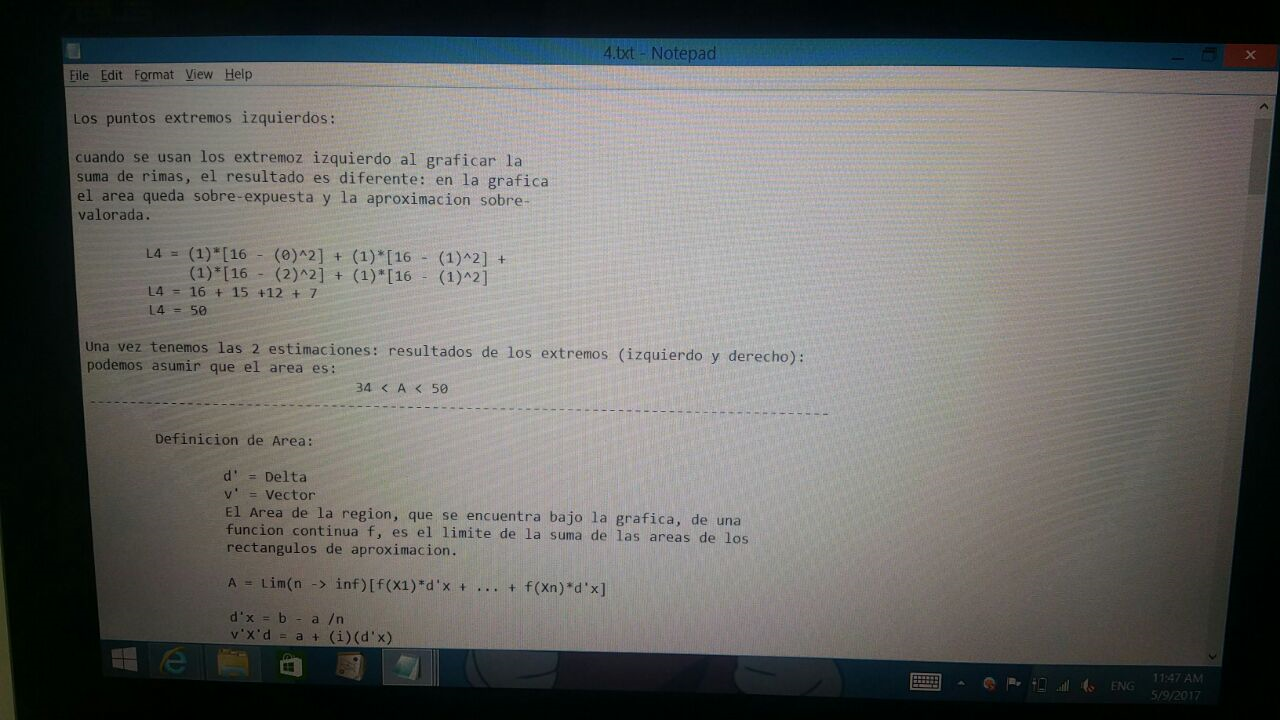 4.txt - Notepad
File Edit Format View Help
Los puntos extremos izquierdos:
cuando se usan los extremoz izquierdo al graficar la
suma de rimas, el resultado es diferente: en la grafica
el area queda sobre-expuesta y la aproximacion sobre-
valorada.
L4 = (1)*[16 - (0)^2] + (1)*[16 - (1)^2] +
(1)*[16 - (2)^2] + (1)*[16 - (1)^2]
L4 = 16 + 15 +12 + 7
L4 = 50
Una vez tenemos las 2 estimaciones: resultados de los extremos (izquierdo y derecho):
podemos asumir que el area es:
34 < A < 50
--------------------------------------------------------------------------------------------
Definicion de Area:
d' = Delta
v' = Vector
El Area de la region, que se encuentra bajo la grafica, de una
funcion continua f, es el limite de la suma de las areas de los
rectangulos de aproximacion.
A = Lim(n -> inf)[f(X1)*d'x + ... + f(Xn)*d'x]
d'x = b - a /n
v'X'd = a + (i)(d'x)
ENG
11:47 AM
5/9/2017